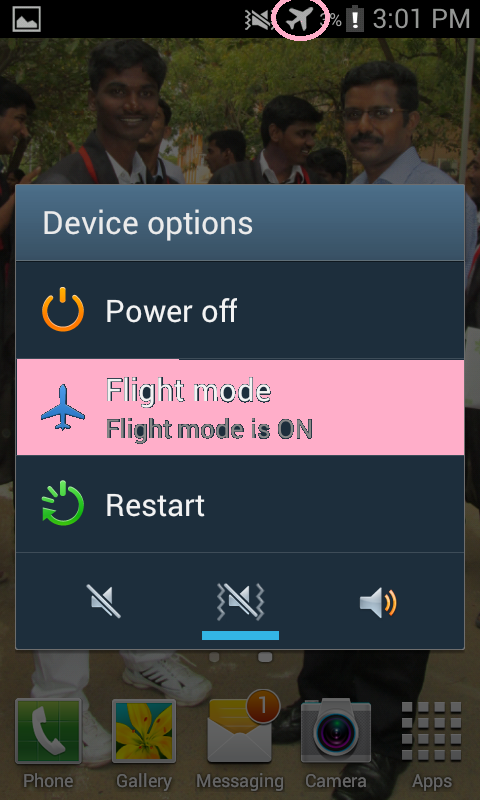 3% 3:01 PM
Device options
Power off
Flight mode
Flight mode is ON
Restart
1
Phone Gallery Messaging Camera Apps